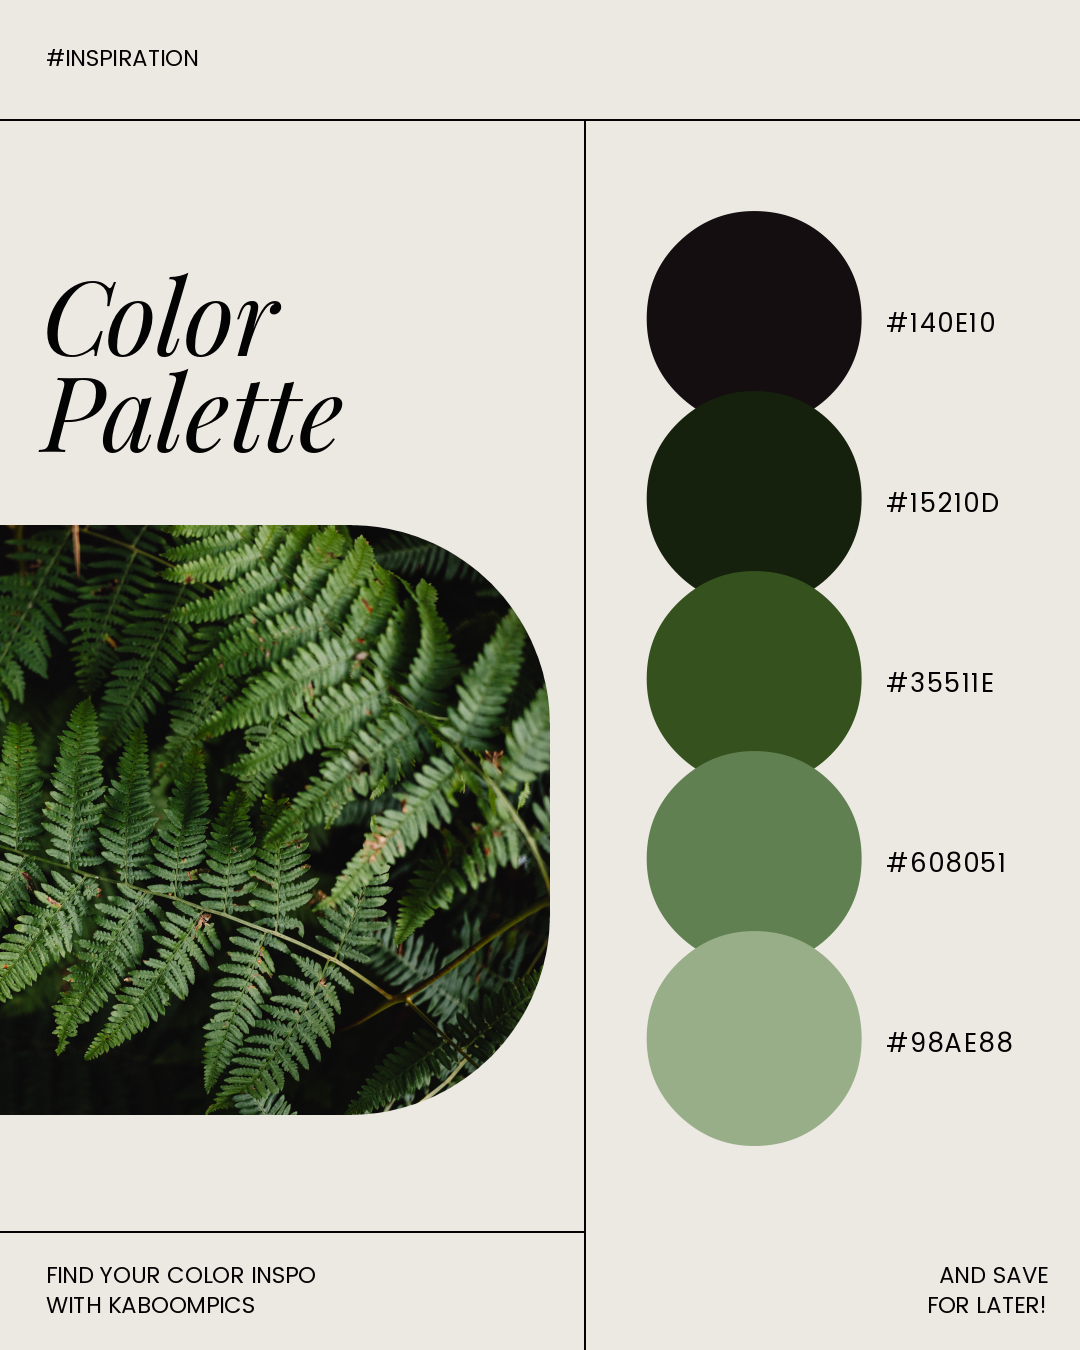 #INSPIRATION
Color
Palette
#140E10
#15210D
#35511E
#608051
#98AE88
FIND YOUR COLOR INSPO
WITH KABOOMPICS
AND SAVE
FOR LATER!